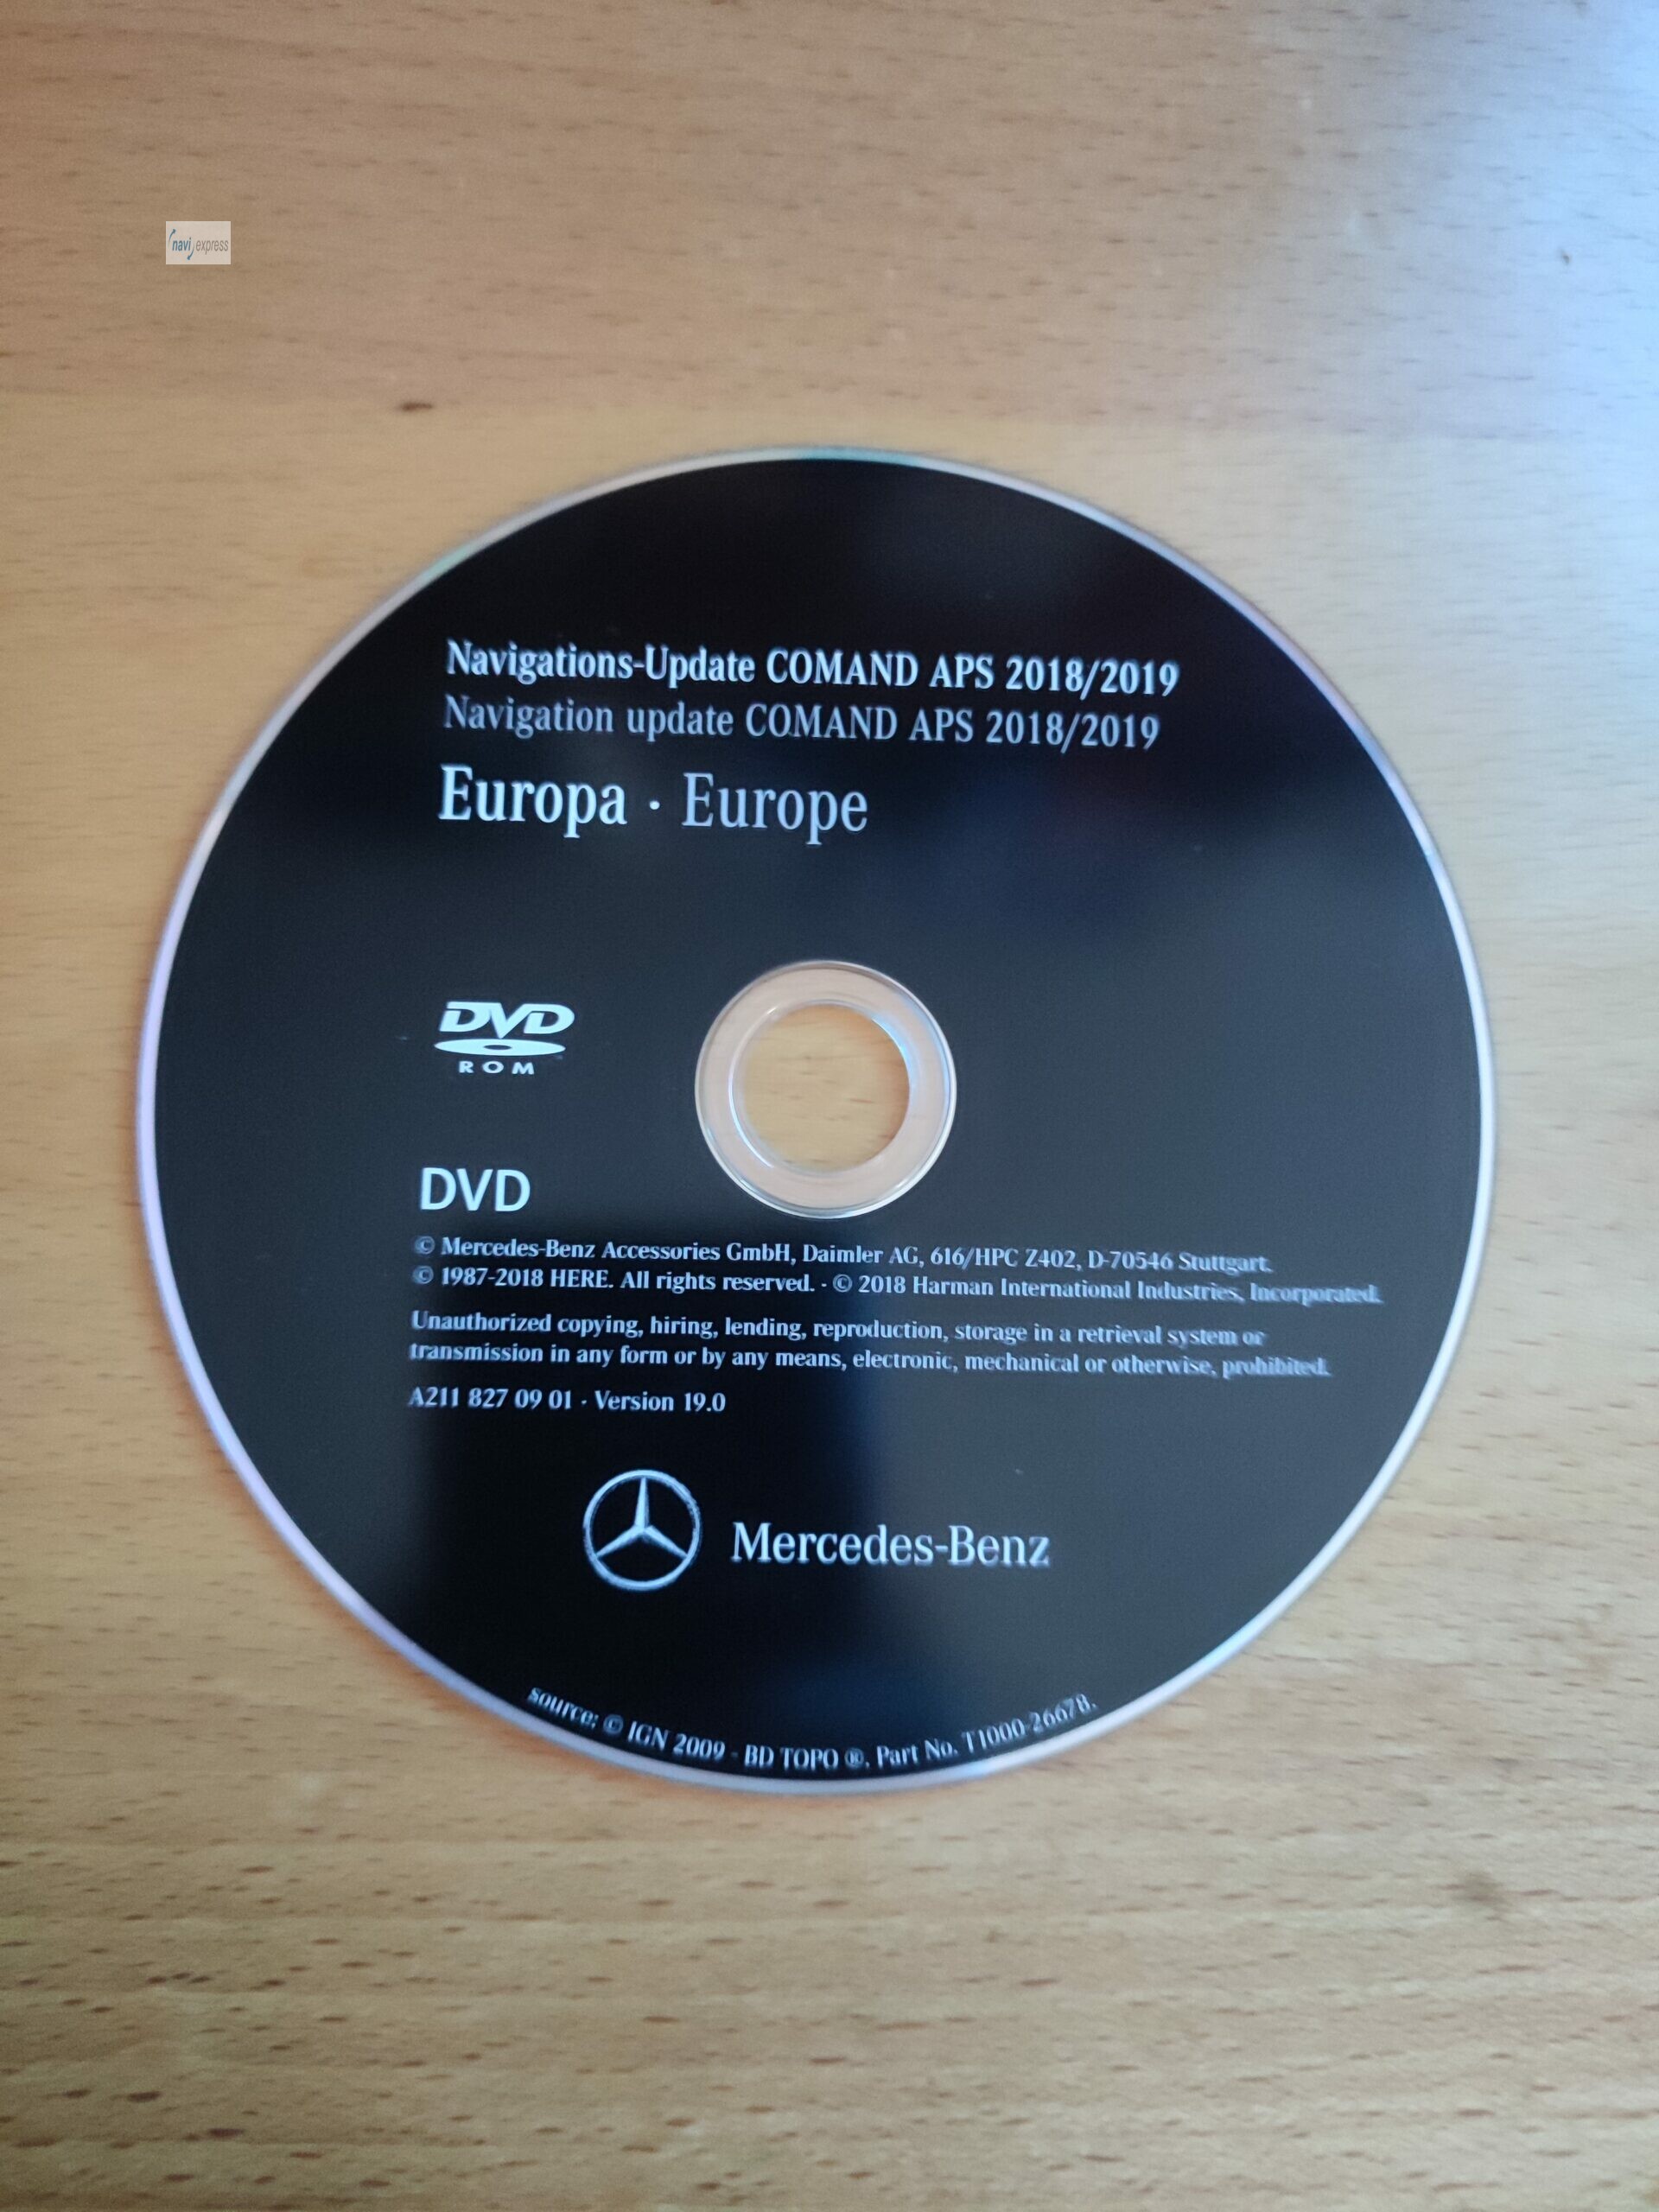 navi express
Navigations-Update COMAND APS 2018/2019
Navigation update COMAND APS 2018/2019
Europa · Europe
DVD
ROM
DVD
© Mercedes-Benz Accessories GmbH, Daimler AG, 616/HPC Z402, D-70546 Stuttgart.
© 1987-2018 HERE. All rights reserved. · © 2018 Harman International Industries, Incorporated.
Unauthorized copying, hiring, lending, reproduction, storage in a retrieval system or
transmission in any form or by any means, electronic, mechanical or otherwise, prohibited.
A211 827 09 01 · Version 19.0
Mercedes-Benz
source: © IGN 2009 - BD TOPO ®. Part No. T1000-26678.